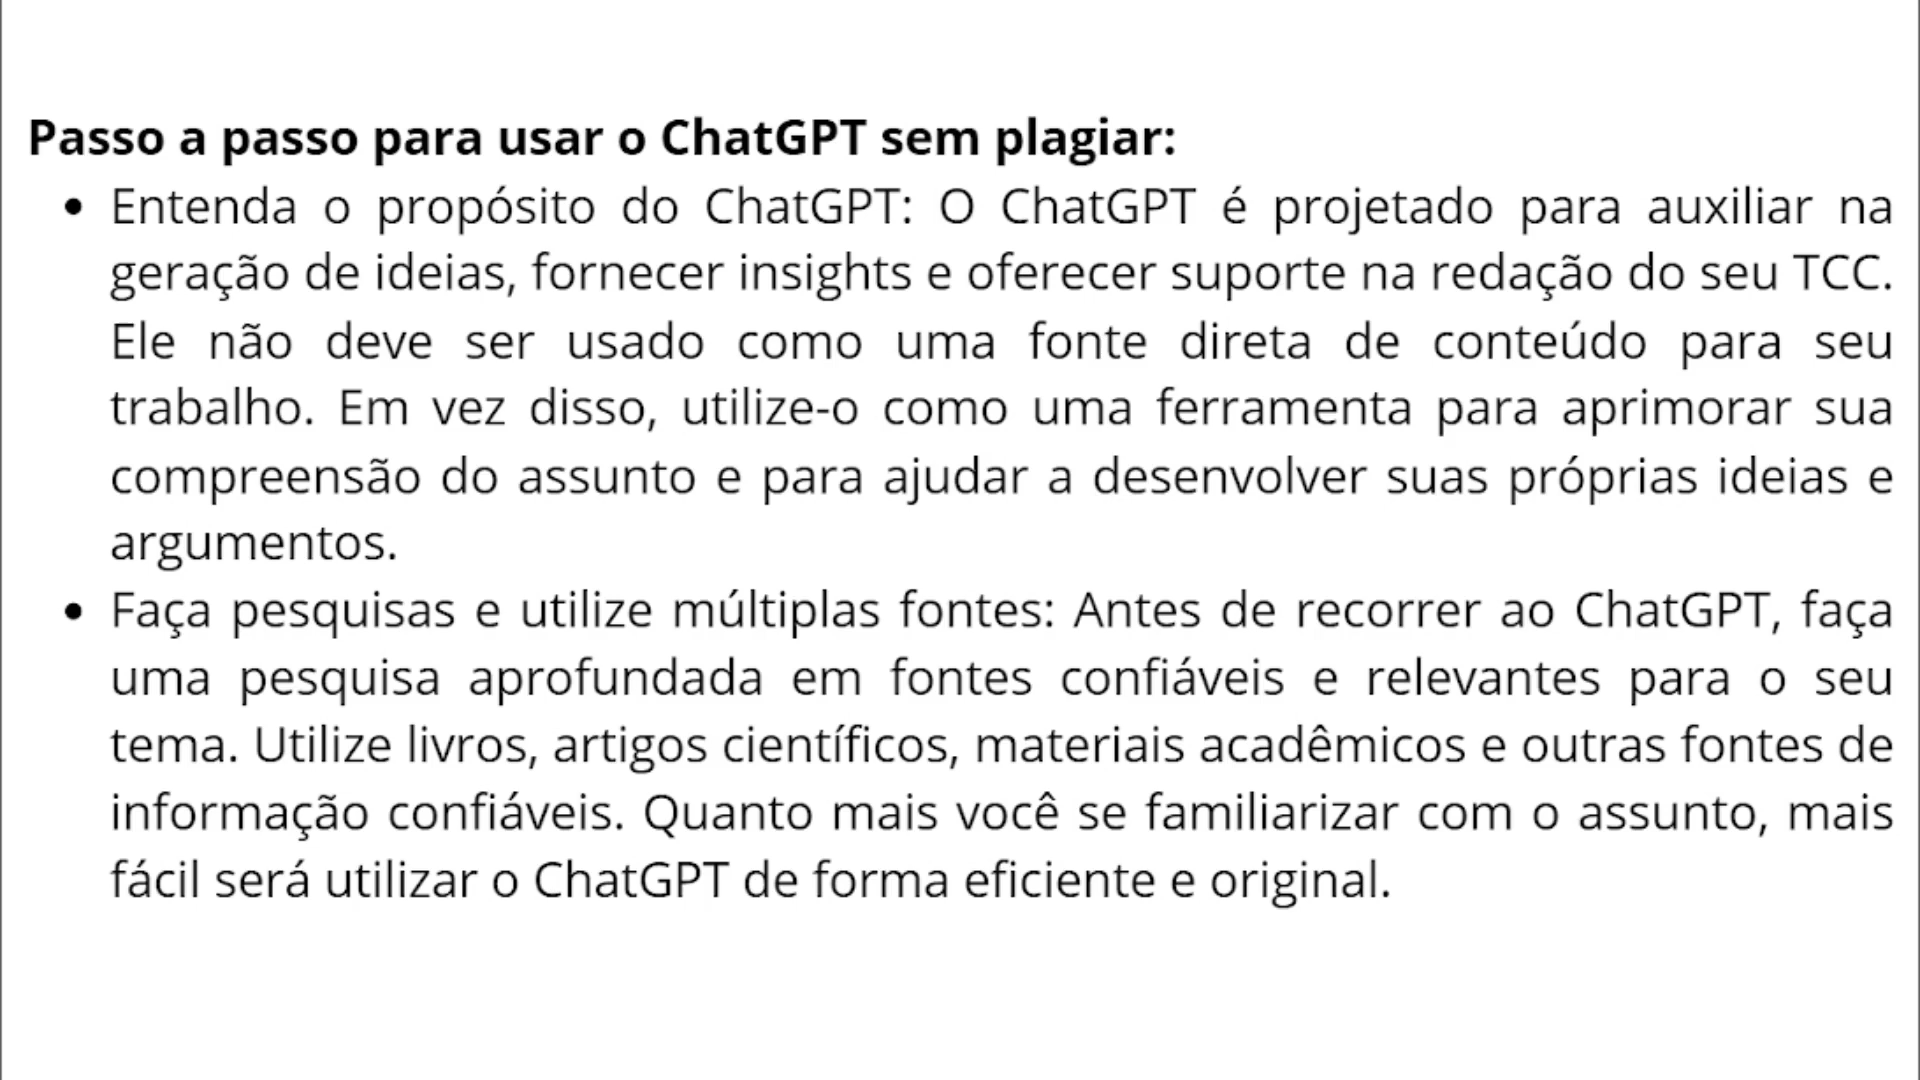 Passo a passo para usar o ChatGPT sem plagiar:
• Entenda o propósito do ChatGPT: O ChatGPT é projetado para auxiliar na
geração de ideias, fornecer insights e oferecer suporte na redação do seu TCC.
Ele não deve ser usado como uma fonte direta de conteúdo para seu
trabalho. Em vez disso, utilize-o como uma ferramenta para aprimorar sua
compreensão do assunto e para ajudar a desenvolver suas próprias ideias e
argumentos.
• Faça pesquisas e utilize múltiplas fontes: Antes de recorrer ao ChatGPT, faça
uma pesquisa aprofundada em fontes confiáveis e relevantes para o seu
tema. Utilize livros, artigos científicos, materiais acadêmicos e outras fontes de
informação confiáveis. Quanto mais você se familiarizar com o assunto, mais
fácil será utilizar o ChatGPT de forma eficiente e original.